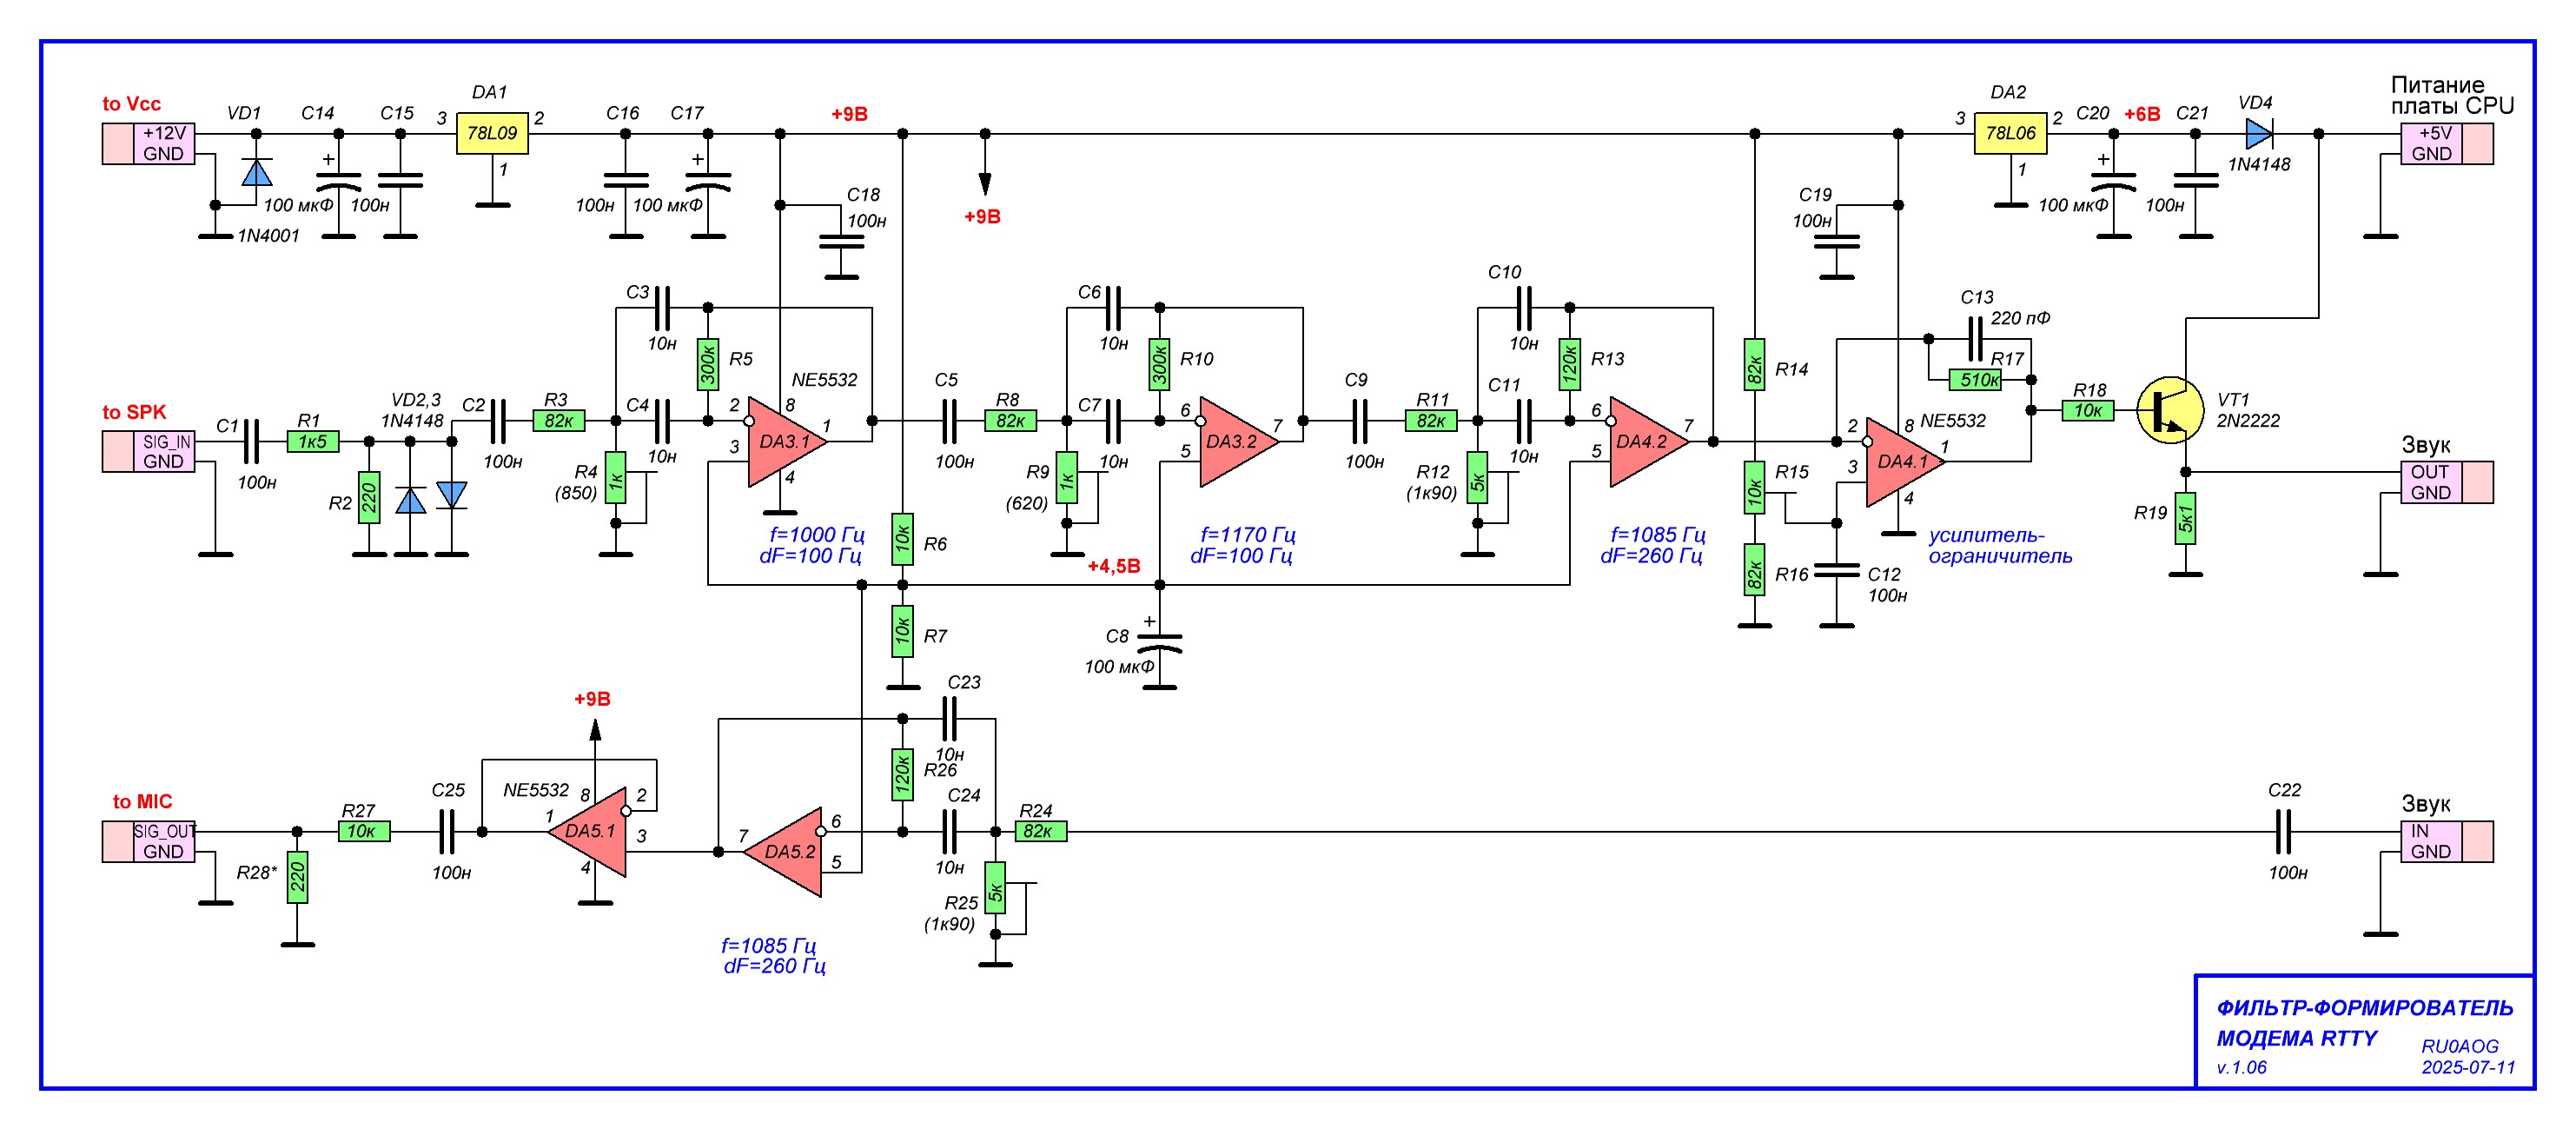 to Vcc
+12V
GND
VD1
1N4001
C14
100 мкФ
C15
100н
3
DA1
78L09
2
1
C16
100н
C17
100 мкФ
+9В
C18
100н
+9В
C19
100н
3
DA2
78L06
2
1
C20
100 мкФ
+6В
C21
100н
VD4
1N4148
Питание
платы CPU
+5V
GND
to SPK
SIG_IN
GND
C1
100н
R1
1к5
R2
220
VD2,3
1N4148
C2
100н
R3
82к
C3
10н
C4
10н
R4
(850)
1к
R5
300к
NE5532
2
3
8
1
4
DA3.1
f=1000 Гц
dF=100 Гц
R6
10к
R7
10к
C5
100н
R8
82к
C6
10н
C7
10н
R9
(620)
1к
R10
300к
6
5
7
DA3.2
f=1170 Гц
dF=100 Гц
+4,5В
C8
100 мкФ
C9
100н
R11
82к
C10
10н
C11
10н
R12
(1к90)
5к
R13
120к
6
5
7
DA4.2
f=1085 Гц
dF=260 Гц
R14
82к
R15
10к
R16
82к
C12
100н
C13
220 пФ
R17
510к
NE5532
2
3
8
1
4
DA4.1
усилитель-
ограничитель
R18
10к
VT1
2N2222
R19
5к1
Звук
OUT
GND
to MIC
SIG_OUT
GND
R28*
220
R27
10к
C25
100н
+9В
NE5532
8
2
1
3
4
DA5.1
7
6
5
DA5.2
f=1085 Гц
dF=260 Гц
C23
10н
R26
120к
C24
10н
R24
82к
R25
(1к90)
5к
C22
100н
Звук
IN
GND
ФИЛЬТР-ФОРМИРОВАТЕЛЬ
МОДЕМА RTTY
RU0AOG
v.1.06
2025-07-11